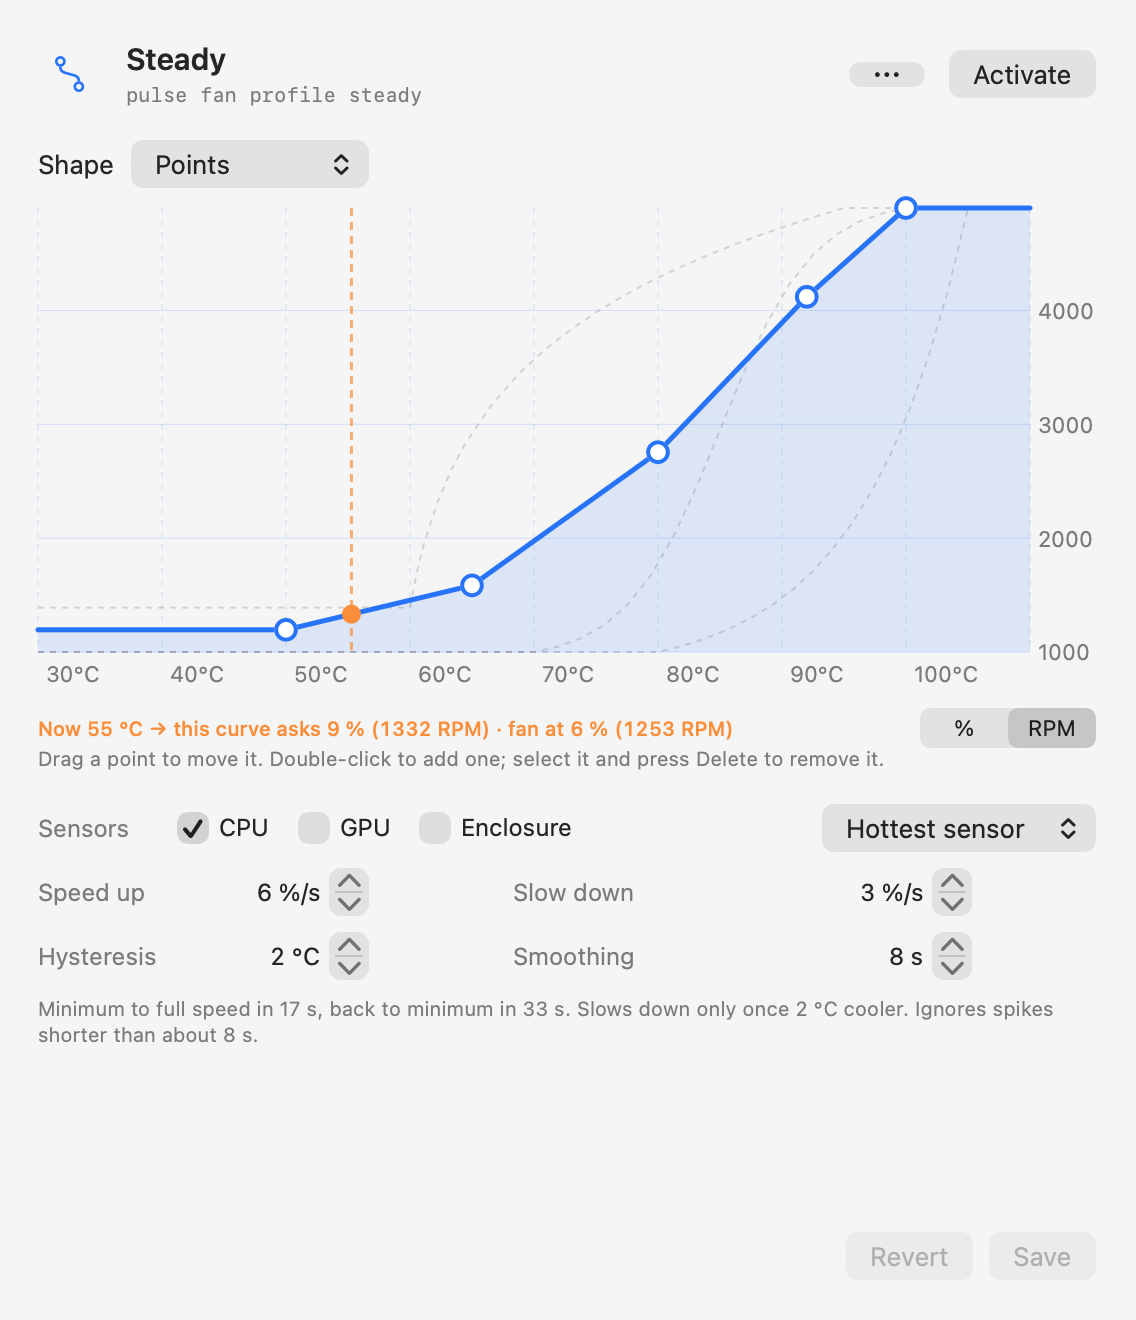 Steady
pulse fan profile steady
•••
Activate
Shape
Points
4000
3000
2000
1000
30°C 40°C 50°C 60°C 70°C 80°C 90°C 100°C
Now 55 °C → this curve asks 9 % (1332 RPM) · fan at 6 % (1253 RPM)
% RPM
Drag a point to move it. Double-click to add one; select it and press Delete to remove it.
Sensors CPU GPU Enclosure Hottest sensor
Speed up 6 %/s Slow down 3 %/s
Hysteresis 2 °C Smoothing 8 s
Minimum to full speed in 17 s, back to minimum in 33 s. Slows down only once 2 °C cooler. Ignores spikes
shorter than about 8 s.
Revert Save